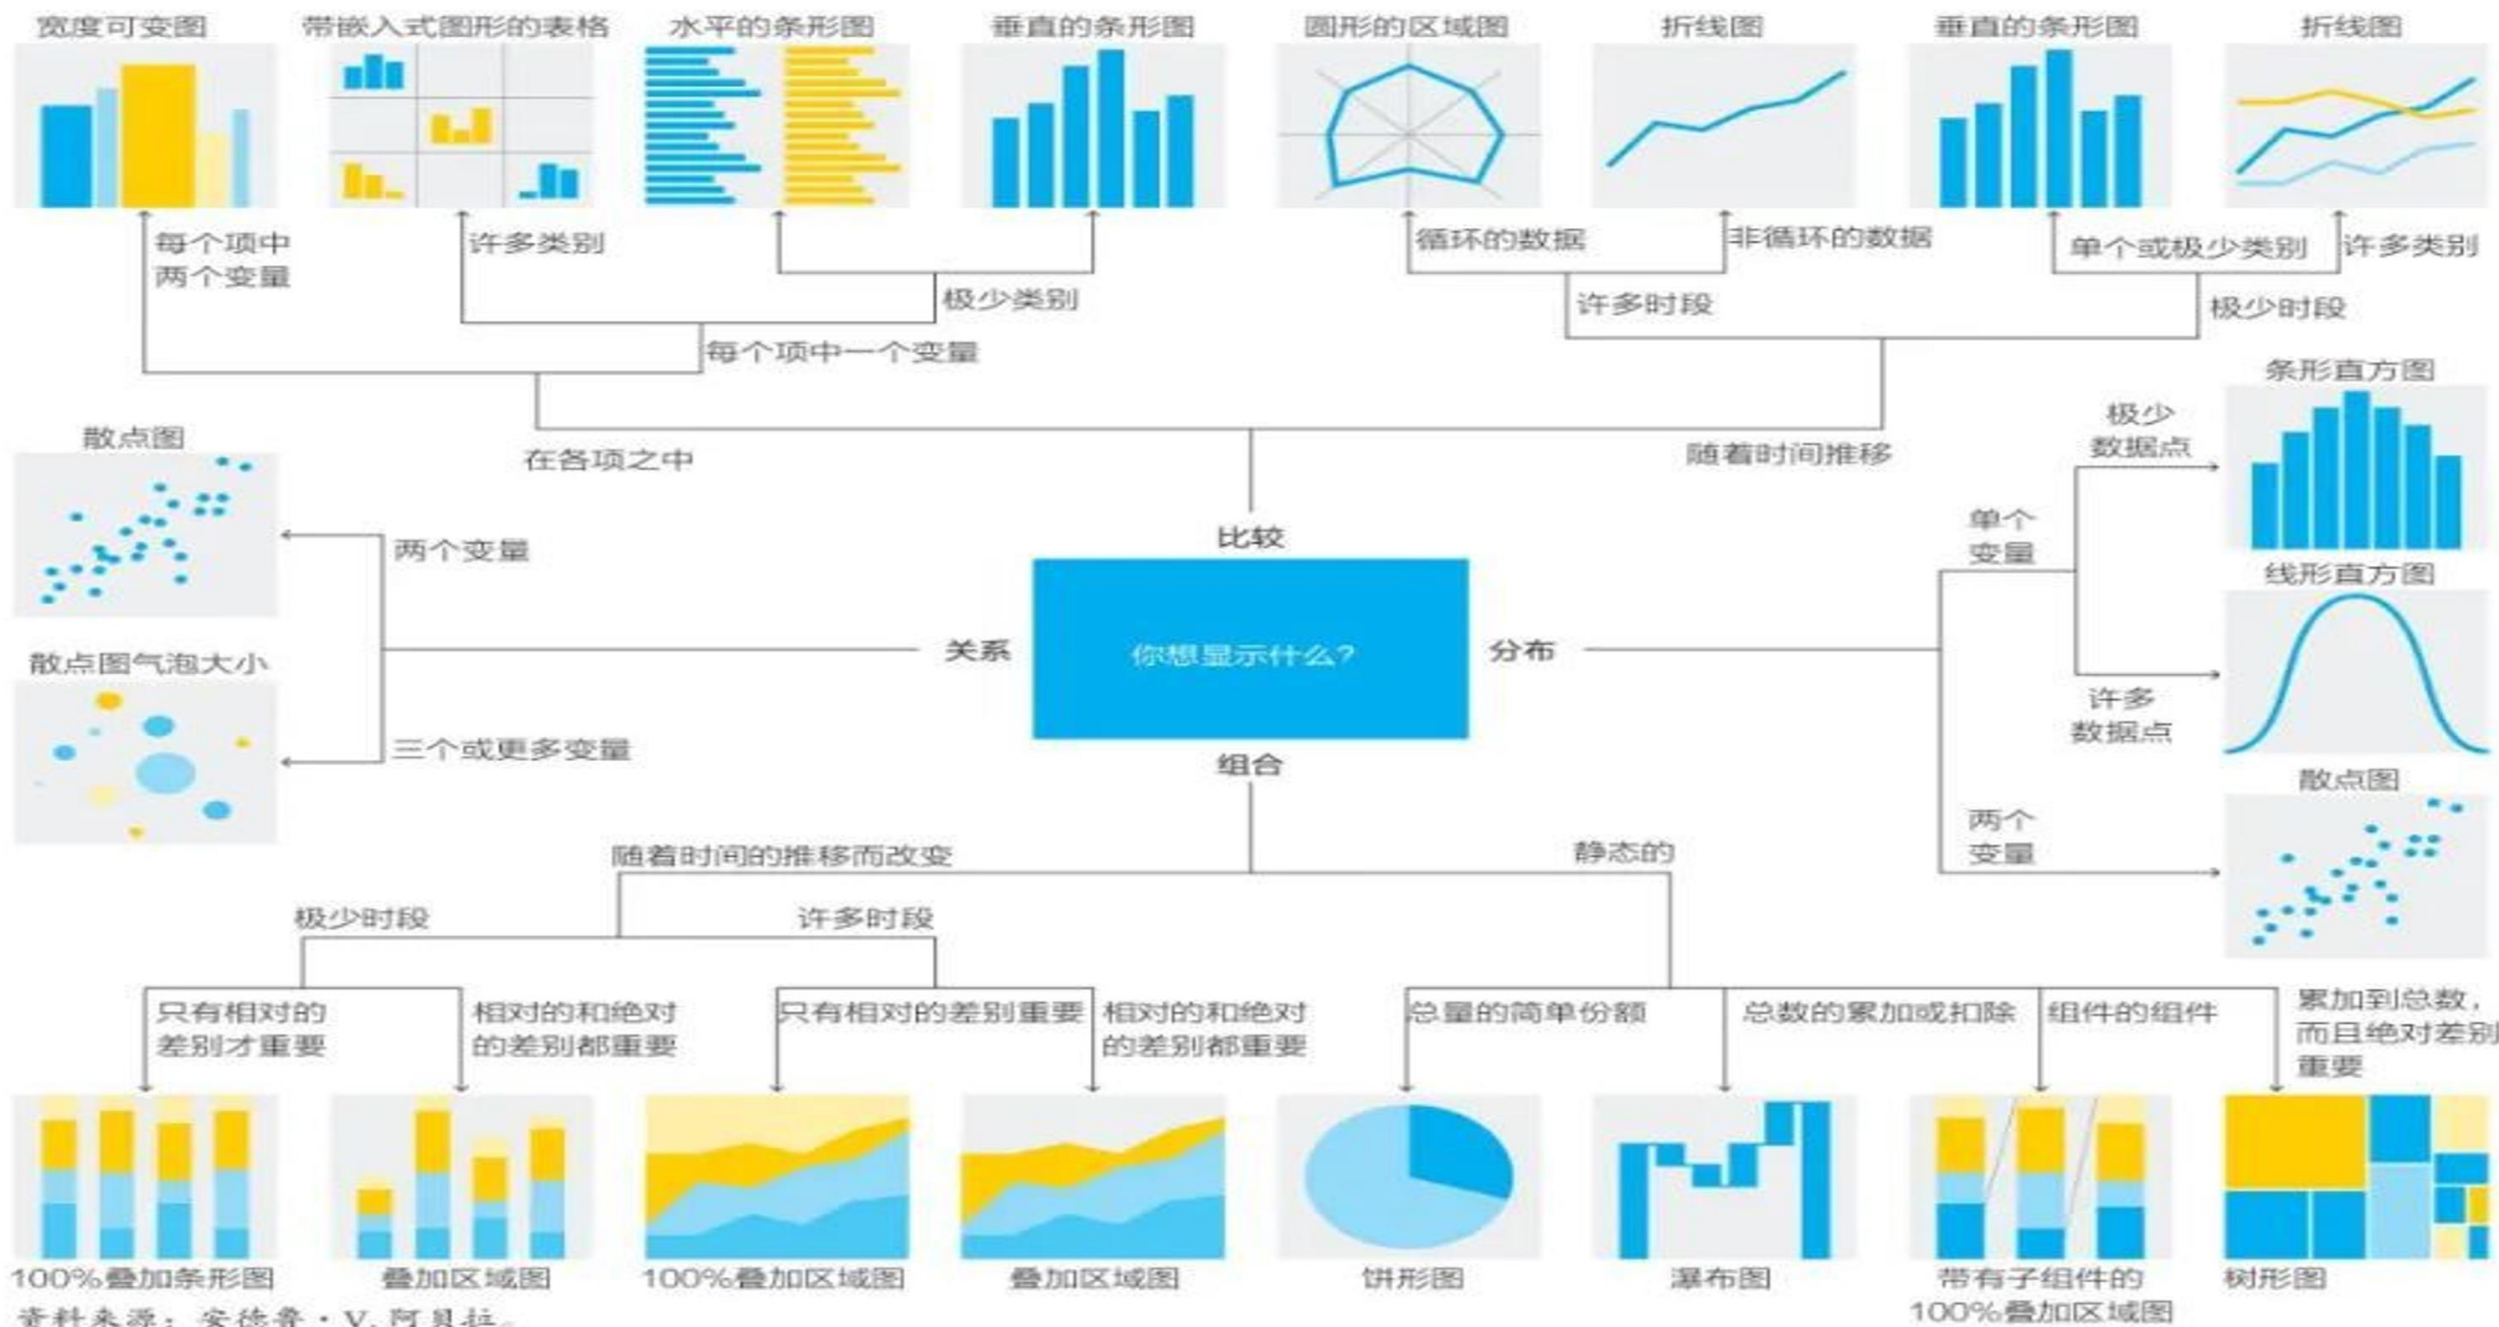 宽度可变图
带嵌入式图形的表格
水平的条形图
垂直的条形图
圆形的区域图
折线图
垂直的条形图
折线图
每个项中
两个变量
许多类别
极少类别
每个项中一个变量
循环的数据
非循环的数据
单个或极少类别
许多类别
许多时段
极少时段
在各项之中
随着时间推移
比较
散点图
两个变量
散点图气泡大小
三个或更多变量
关系
你想显示什么?
分布
单个
变量
极少
数据点
条形直方图
许多
数据点
线形直方图
两个
变量
散点图
组合
随着时间的推移而改变
静态的
极少时段
许多时段
只有相对的
差别才重要
相对的和绝对
的差别都重要
只有相对的差别重要
相对的和绝对
的差别都重要
总量的简单份额
总数的累加或扣除
组件的组件
累加到总数,
而且绝对差别
重要
100%叠加条形图
叠加区域图
100%叠加区域图
叠加区域图
饼形图
瀑布图
带有子组件的
100%叠加区域图
树形图
资料来源：安德鲁·V.阿贝拉。